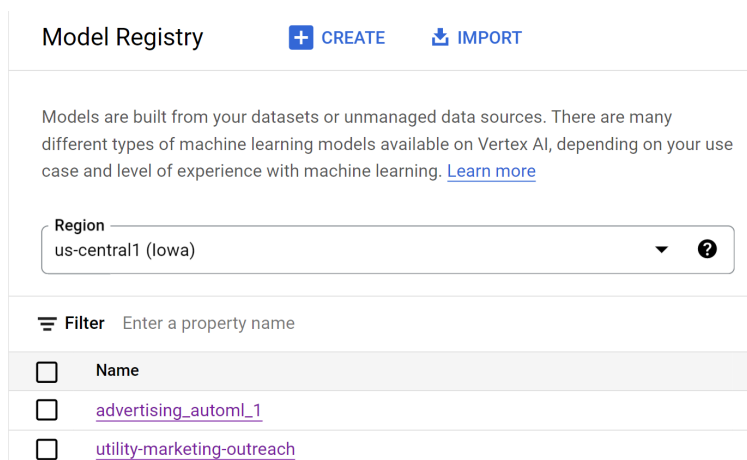 Model Registry CREATE IMPORT
Models are built from your datasets or unmanaged data sources. There are many
different types of machine learning models available on Vertex AI, depending on your use
case and level of experience with machine learning. Learn more
Region
us-central1 (Iowa)
Filter Enter a property name
Name
advertising_automl_1
utility-marketing-outreach